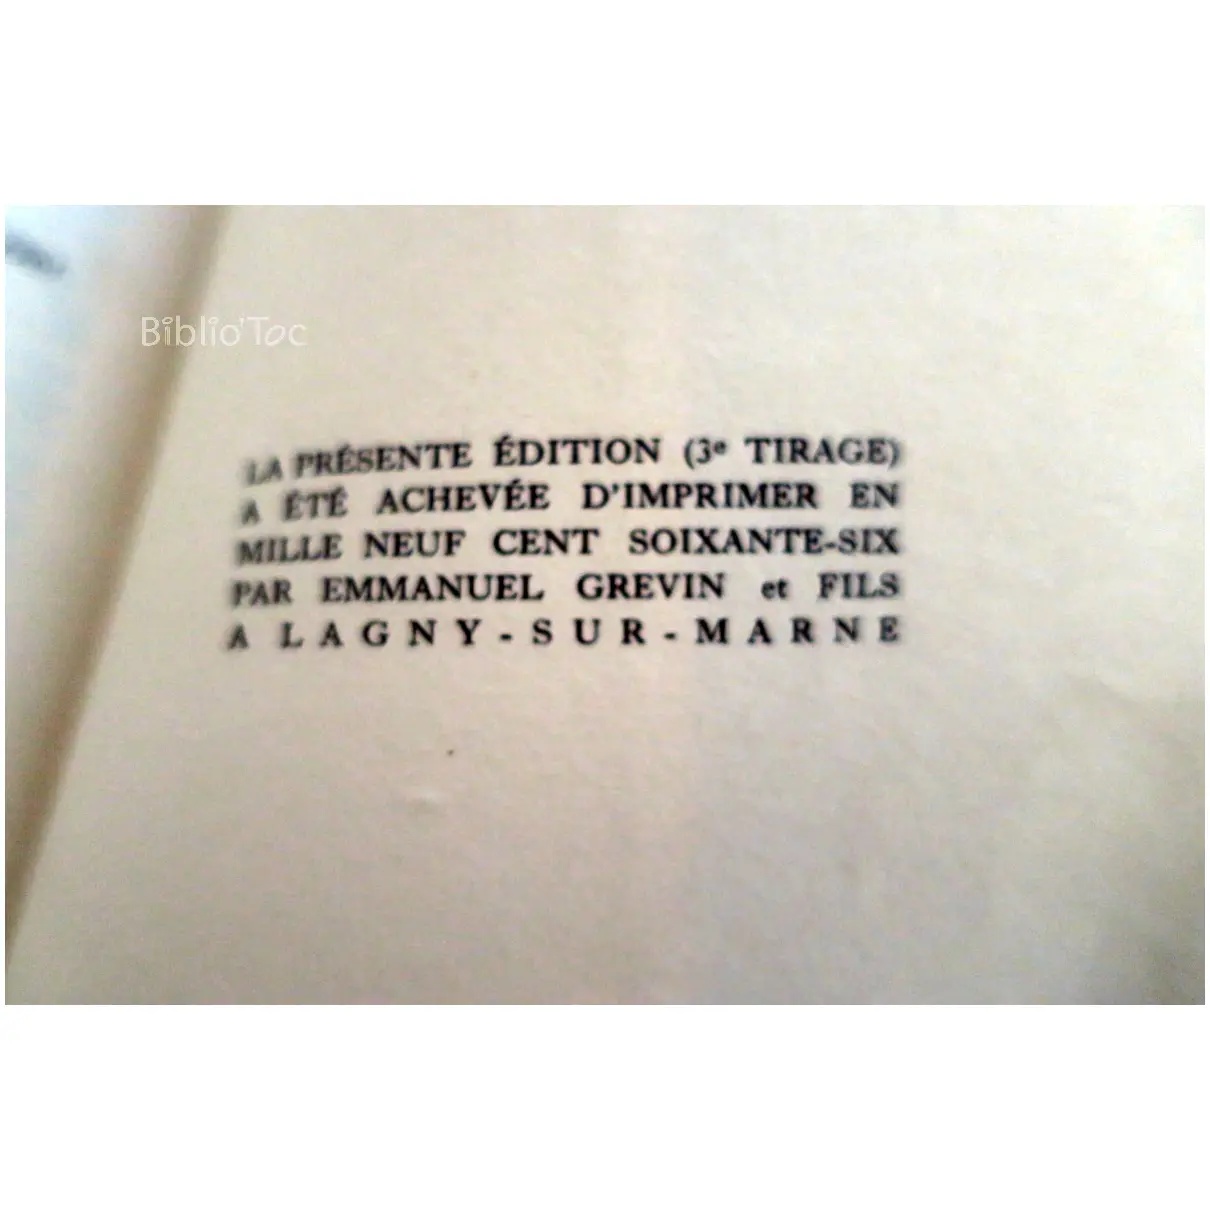 Biblio'Toc
LA PRÉSENTE ÉDITION (3e TIRAGE)
A ÉTÉ ACHEVÉE D'IMPRIMER EN
MILLE NEUF CENT SOIXANTE-SIX
PAR EMMANUEL GREVIN et FILS
A LAGNY-SUR-MARNE